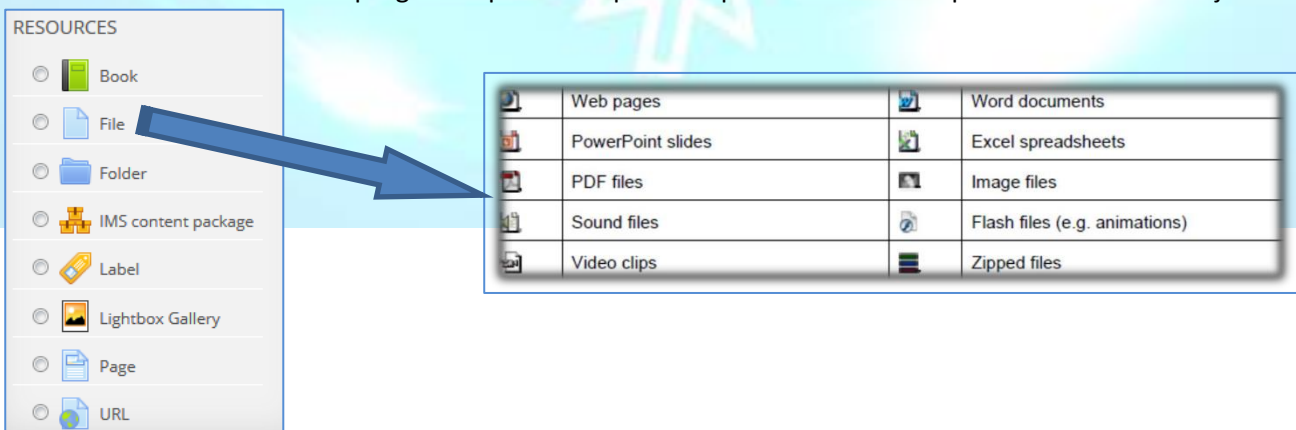 RESOURCES
Book
File
Folder
IMS content package
Label
Lightbox Gallery
Page
URL
Web pages Word documents
PowerPoint slides Excel spreadsheets
PDF files Image files
Sound files Flash files (e.g. animations)
Video clips Zipped files